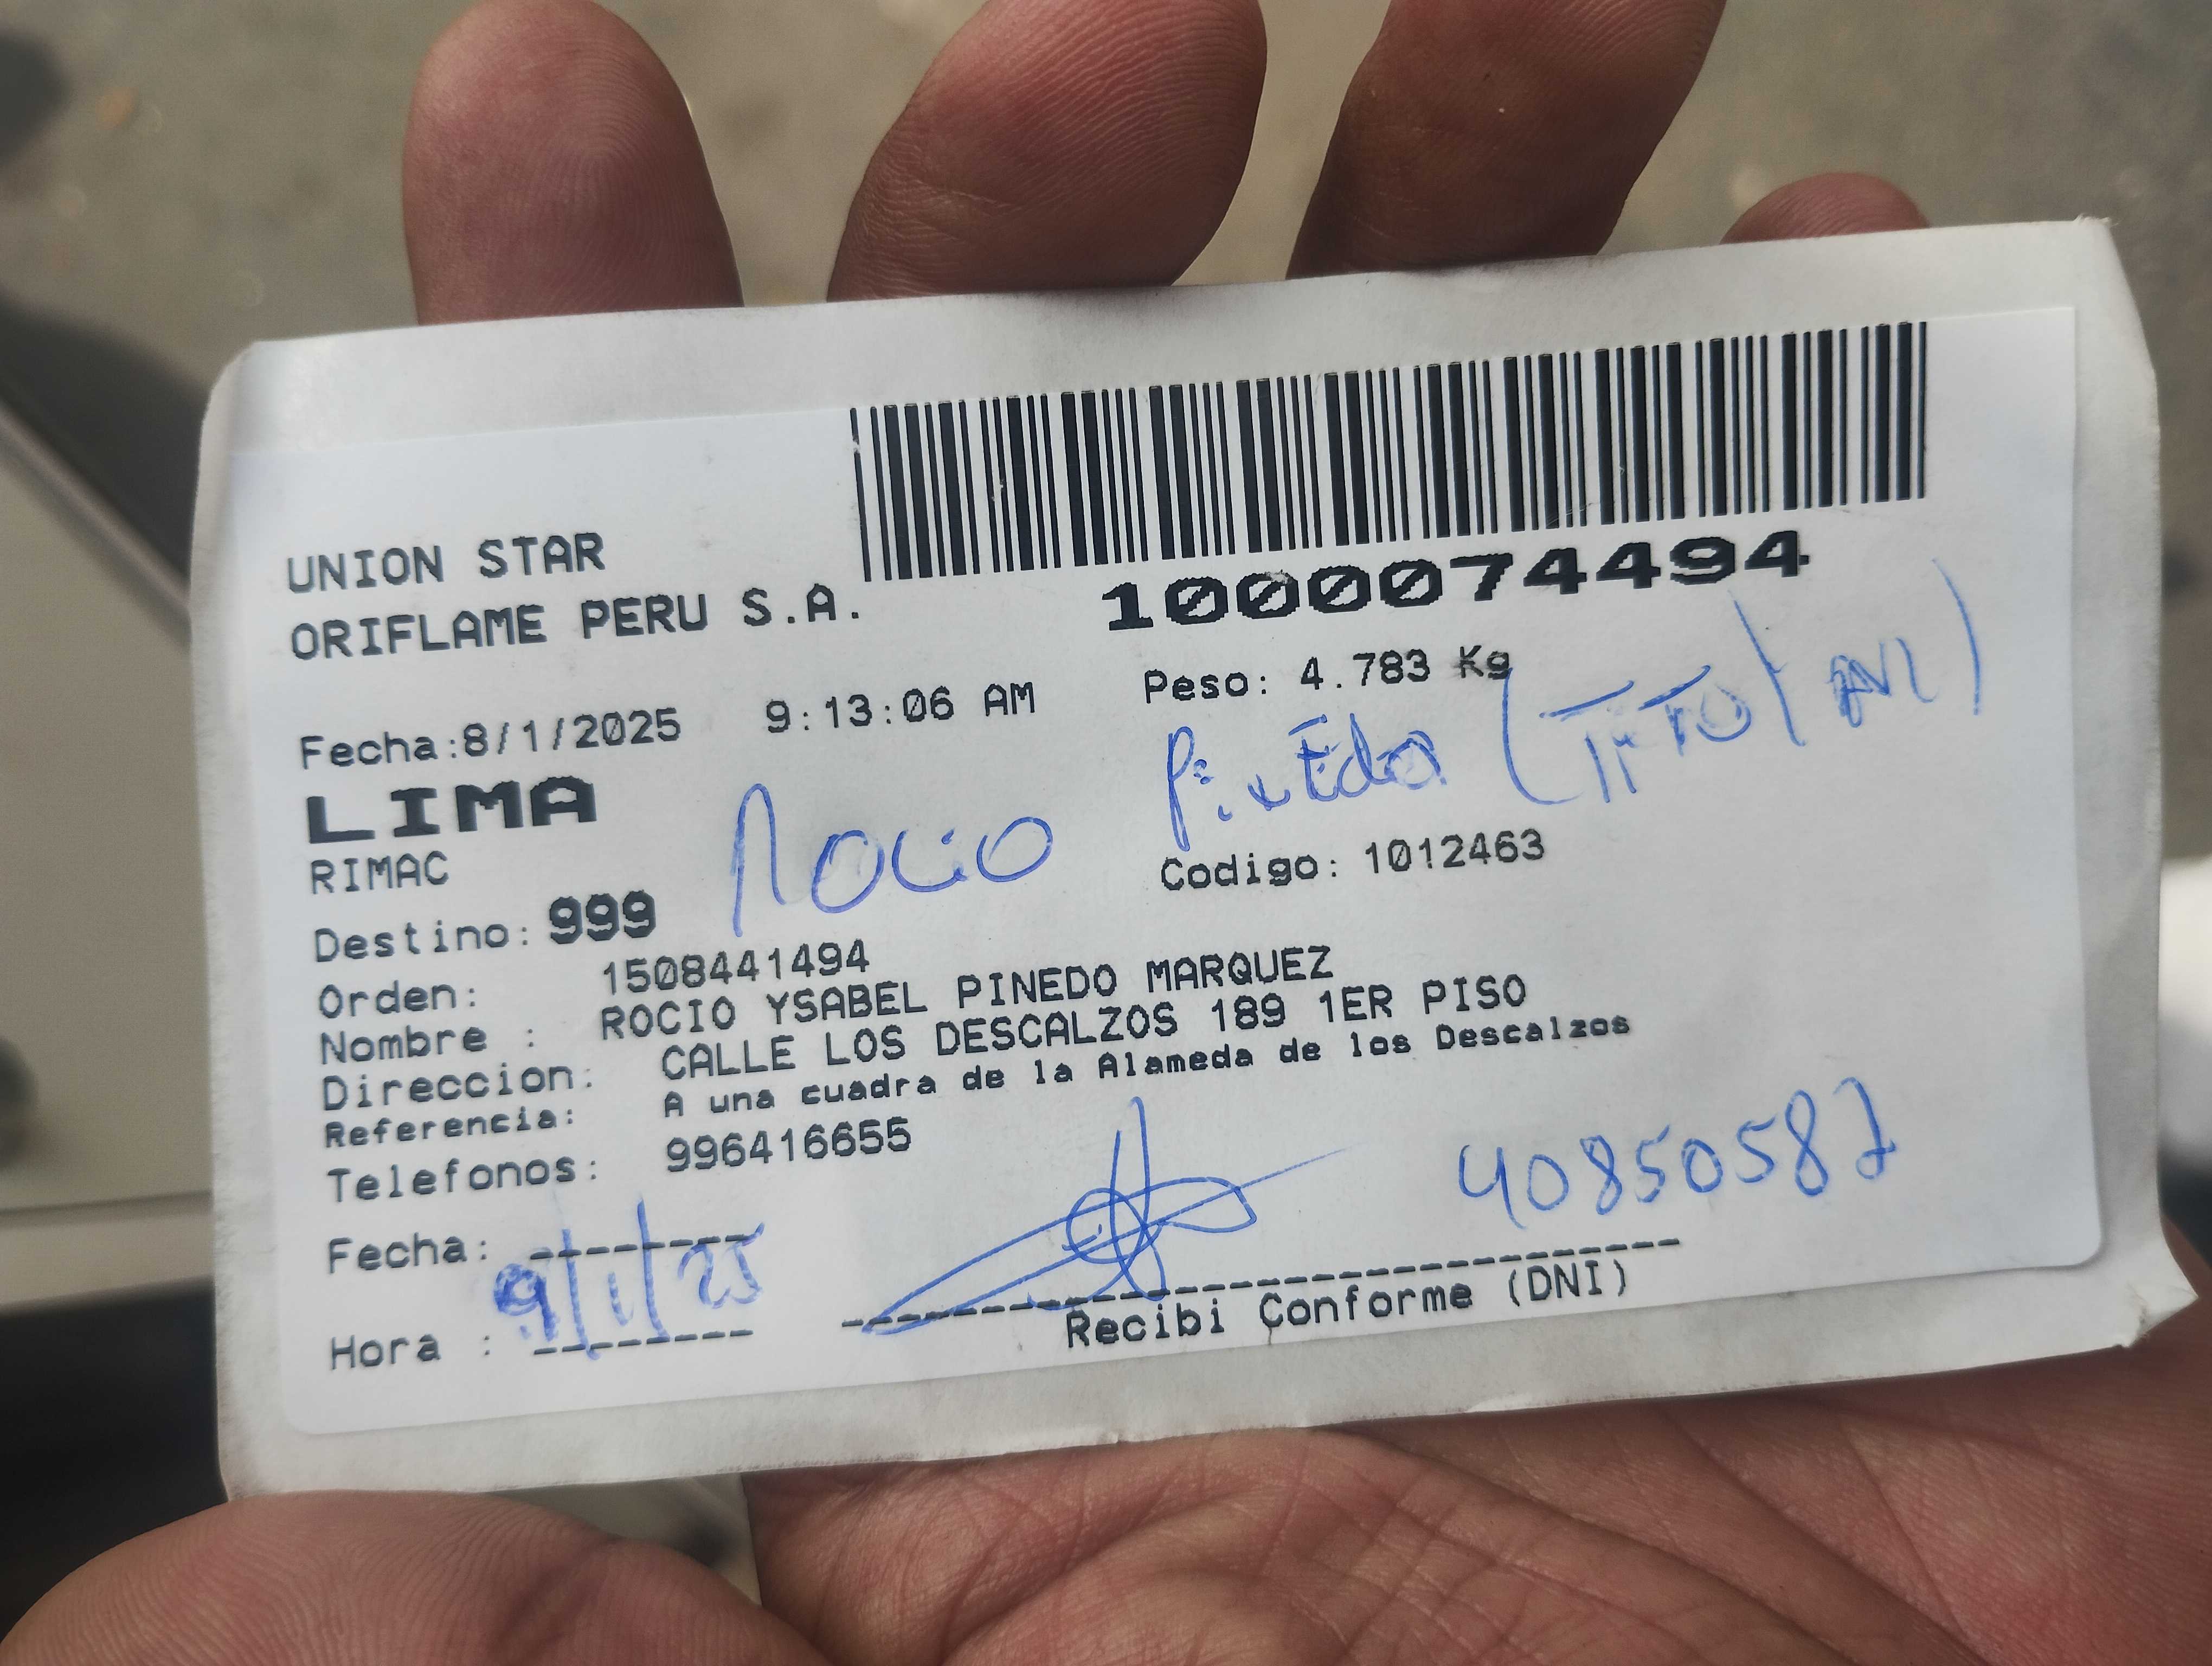 UNION STAR
ORIFLAME PERU S.A.
1000074494
Fecha:8/1/2025 9:13:06 AM Peso: 4.783 Kg
LIMA
RIMAC
Rocio Pinedo (TITULAR)
Destino: 999 Codigo: 1012463
Orden: 1508441494
Nombre : ROCIO YSABEL PINEDO MARQUEZ
Direccion: CALLE LOS DESCALZOS 189 1ER PISO
Referencia: A una cuadra de la Alameda de los Descalzos
Telefonos: 996416655
Fecha: 9/1/25
40850587
Hora :
Recibi Conforme (DNI)